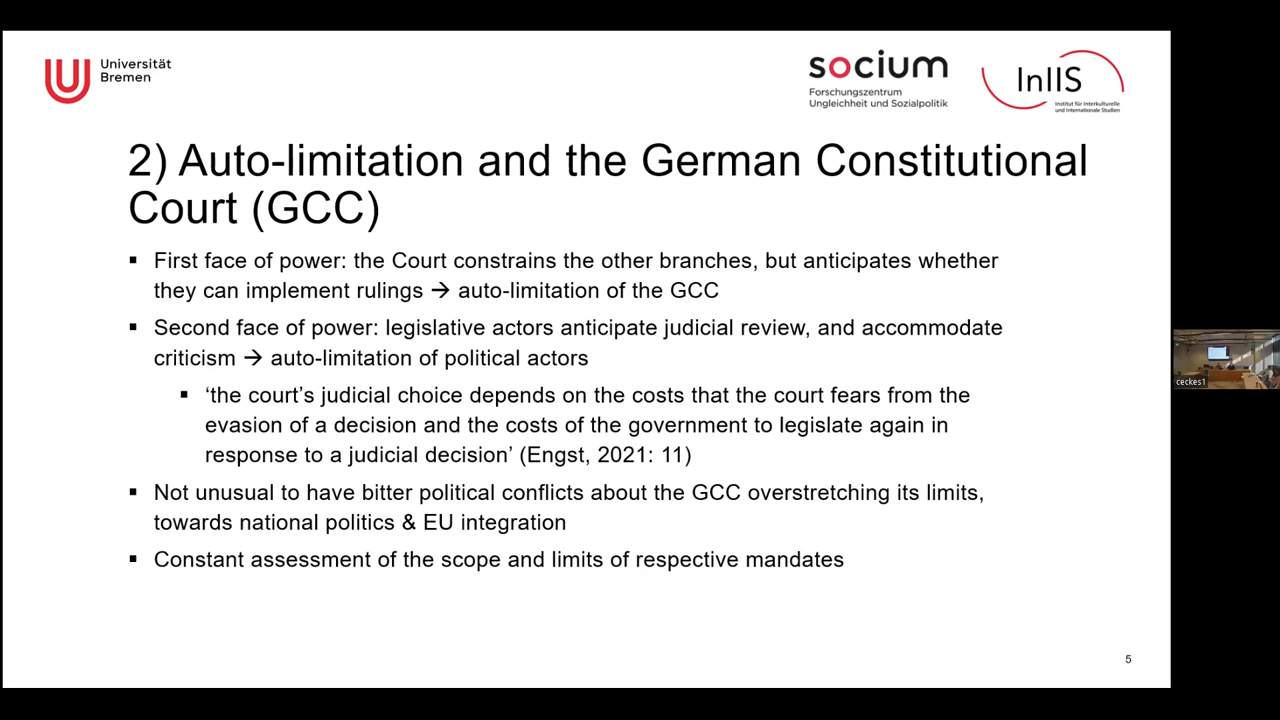 Universität
Bremen
socium
Forschungszentrum
Ungleichheit und Sozialpolitik
InIIS
Institut für Interkulturelle
und Internationale Studien
2) Auto-limitation and the German Constitutional
Court (GCC)
▪ First face of power: the Court constrains the other branches, but anticipates whether
they can implement rulings → auto-limitation of the GCC
▪ Second face of power: legislative actors anticipate judicial review, and accommodate
criticism → auto-limitation of political actors
▪ ‘the court’s judicial choice depends on the costs that the court fears from the
evasion of a decision and the costs of the government to legislate again in
response to a judicial decision’ (Engst, 2021: 11)
▪ Not unusual to have bitter political conflicts about the GCC overstretching its limits,
towards national politics & EU integration
▪ Constant assessment of the scope and limits of respective mandates
5
ceckes1